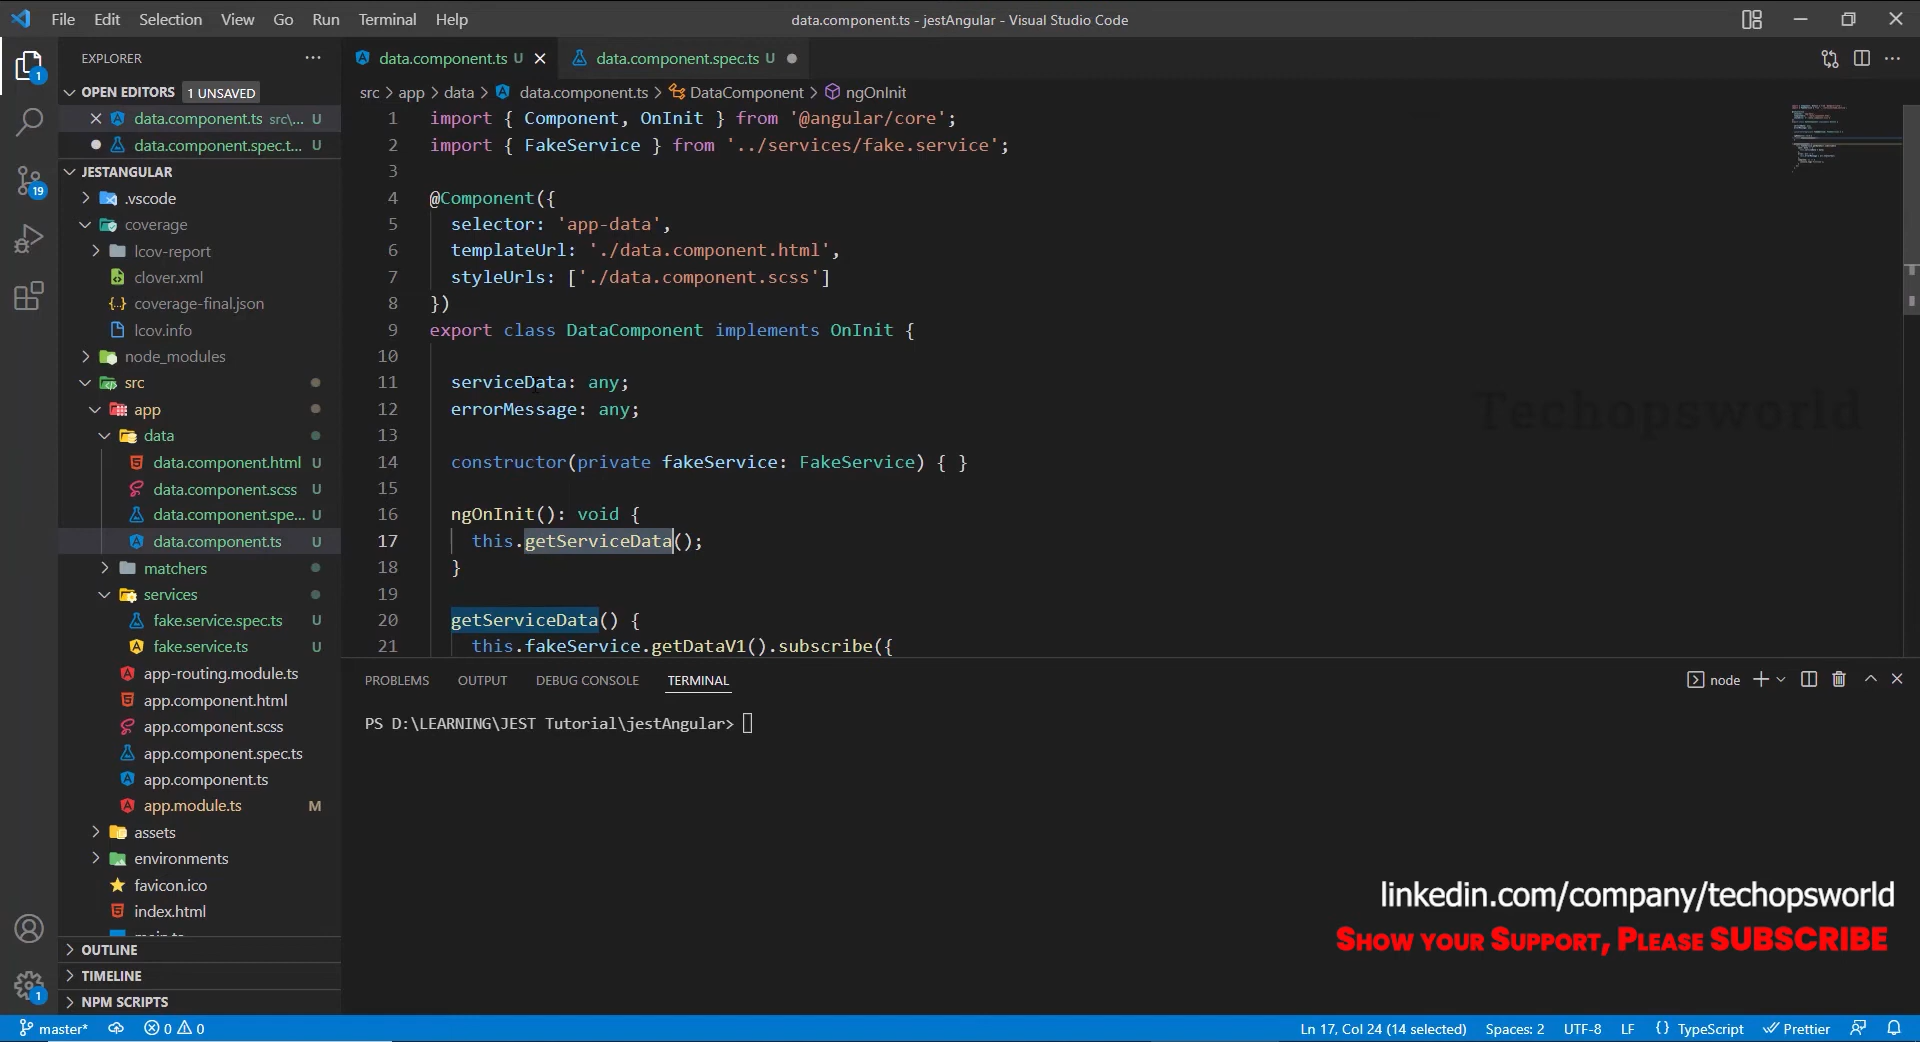 File Edit Selection View Go Run Terminal Help
data.component.ts - jestAngular - Visual Studio Code
EXPLORER
OPEN EDITORS 1 UNSAVED
data.component.ts src\... U
data.component.spec.t... U
JESTANGULAR
.vscode
coverage
lcov-report
clover.xml
coverage-final.json
lcov.info
node_modules
src
app
data
data.component.html U
data.component.scss U
data.component.spe... U
data.component.ts U
matchers
services
fake.service.spec.ts U
fake.service.ts U
app-routing.module.ts
app.component.html
app.component.scss
app.component.spec.ts
app.component.ts
app.module.ts M
assets
environments
favicon.ico
index.html
OUTLINE
TIMELINE
NPM SCRIPTS
1
19
1
data.component.ts U
data.component.spec.ts U
src > app > data > data.component.ts > DataComponent > ngOnInit
1 import { Component, OnInit } from '@angular/core';
2 import { FakeService } from '../services/fake.service';
3
4 @Component({
5 selector: 'app-data',
6 templateUrl: './data.component.html',
7 styleUrls: ['./data.component.scss']
8 })
9 export class DataComponent implements OnInit {
10
11 serviceData: any;
12 errorMessage: any;
13
14 constructor(private fakeService: FakeService) { }
15
16 ngOnInit(): void {
17 this.getServiceData();
18 }
19
20 getServiceData() {
21 this.fakeService.getDataV1().subscribe({
Techopsworld
PROBLEMS OUTPUT DEBUG CONSOLE TERMINAL
node
PS D:\LEARNING\JEST Tutorial\jestAngular>
linkedin.com/company/techopsworld
SHOW YOUR SUPPORT, PLEASE SUBSCRIBE
master* 0 0
Ln 17, Col 24 (14 selected) Spaces: 2 UTF-8 LF {} TypeScript Prettier